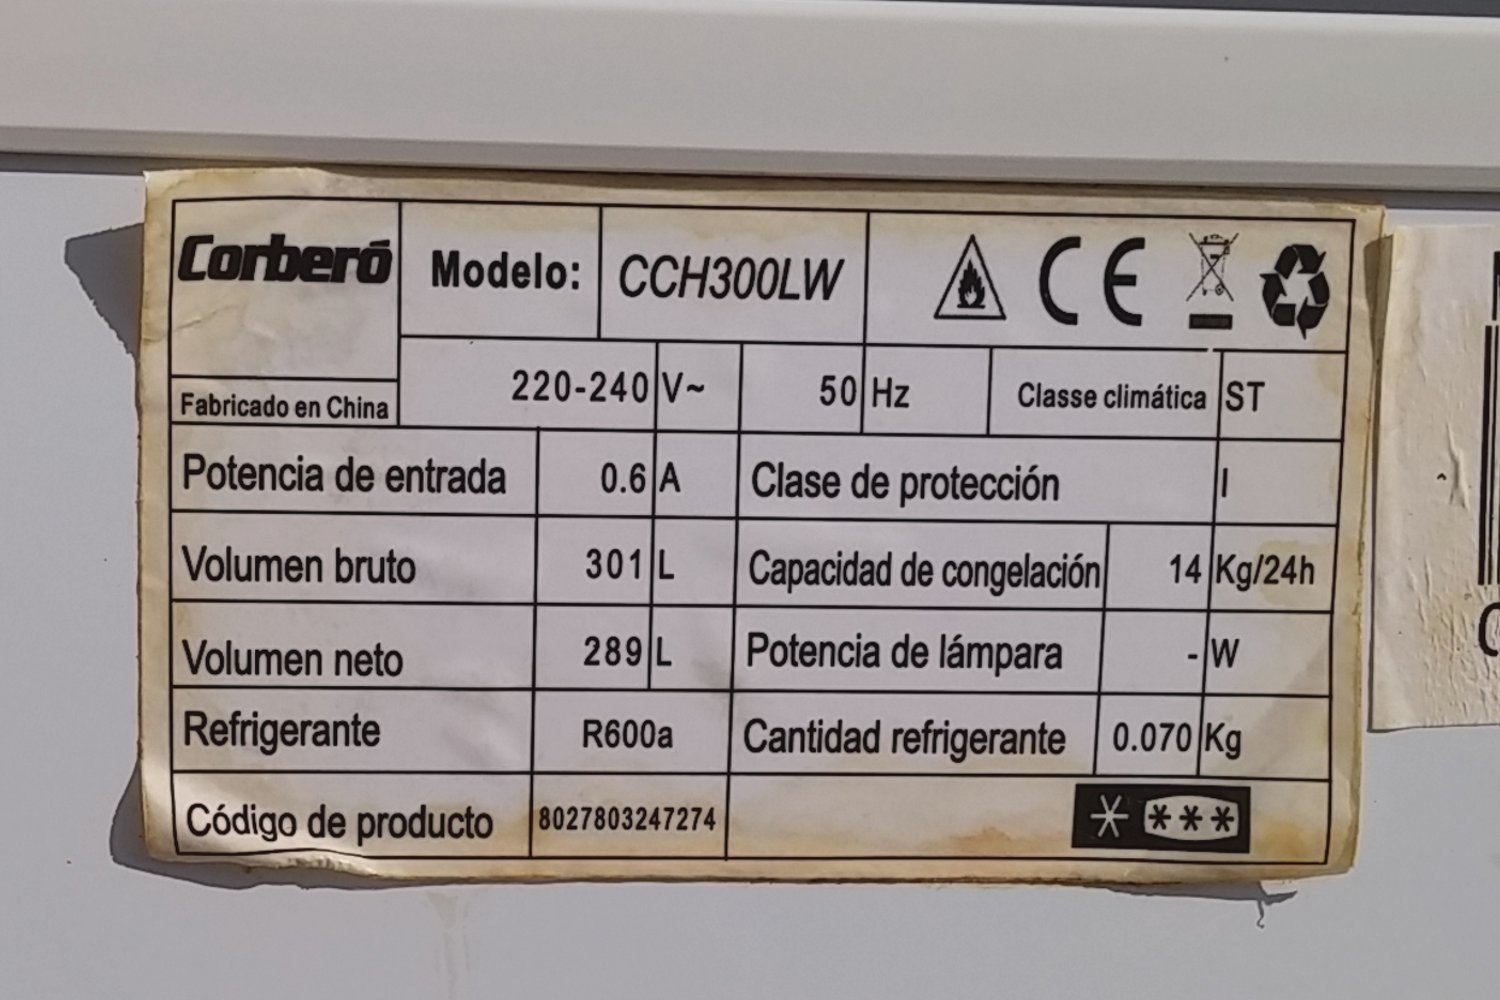 Corberó Modelo: CCH300LW CE
Fabricado en China 220-240 V~ 50 Hz Classe climática ST
Potencia de entrada 0.6 A Clase de protección I
Volumen bruto 301 L Capacidad de congelación 14 Kg/24h
Volumen neto 289 L Potencia de lámpara - W
Refrigerante R600a Cantidad refrigerante 0.070 Kg
Código de producto 8027803247274